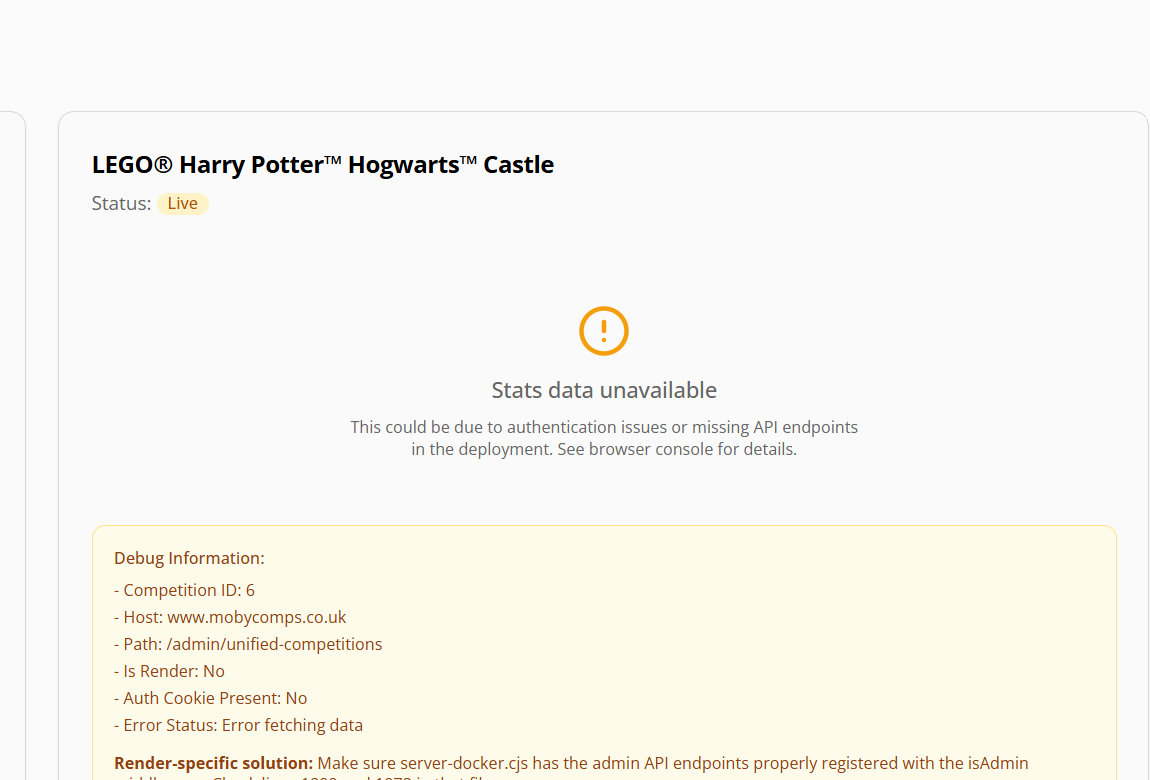 LEGO® Harry Potter™ Hogwarts™ Castle
Status: Live
Stats data unavailable
This could be due to authentication issues or missing API endpoints
in the deployment. See browser console for details.
Debug Information:
- Competition ID: 6
- Host: www.mobycomps.co.uk
- Path: /admin/unified-competitions
- Is Render: No
- Auth Cookie Present: No
- Error Status: Error fetching data
Render-specific solution: Make sure server-docker.cjs has the admin API endpoints properly registered with the isAdmin